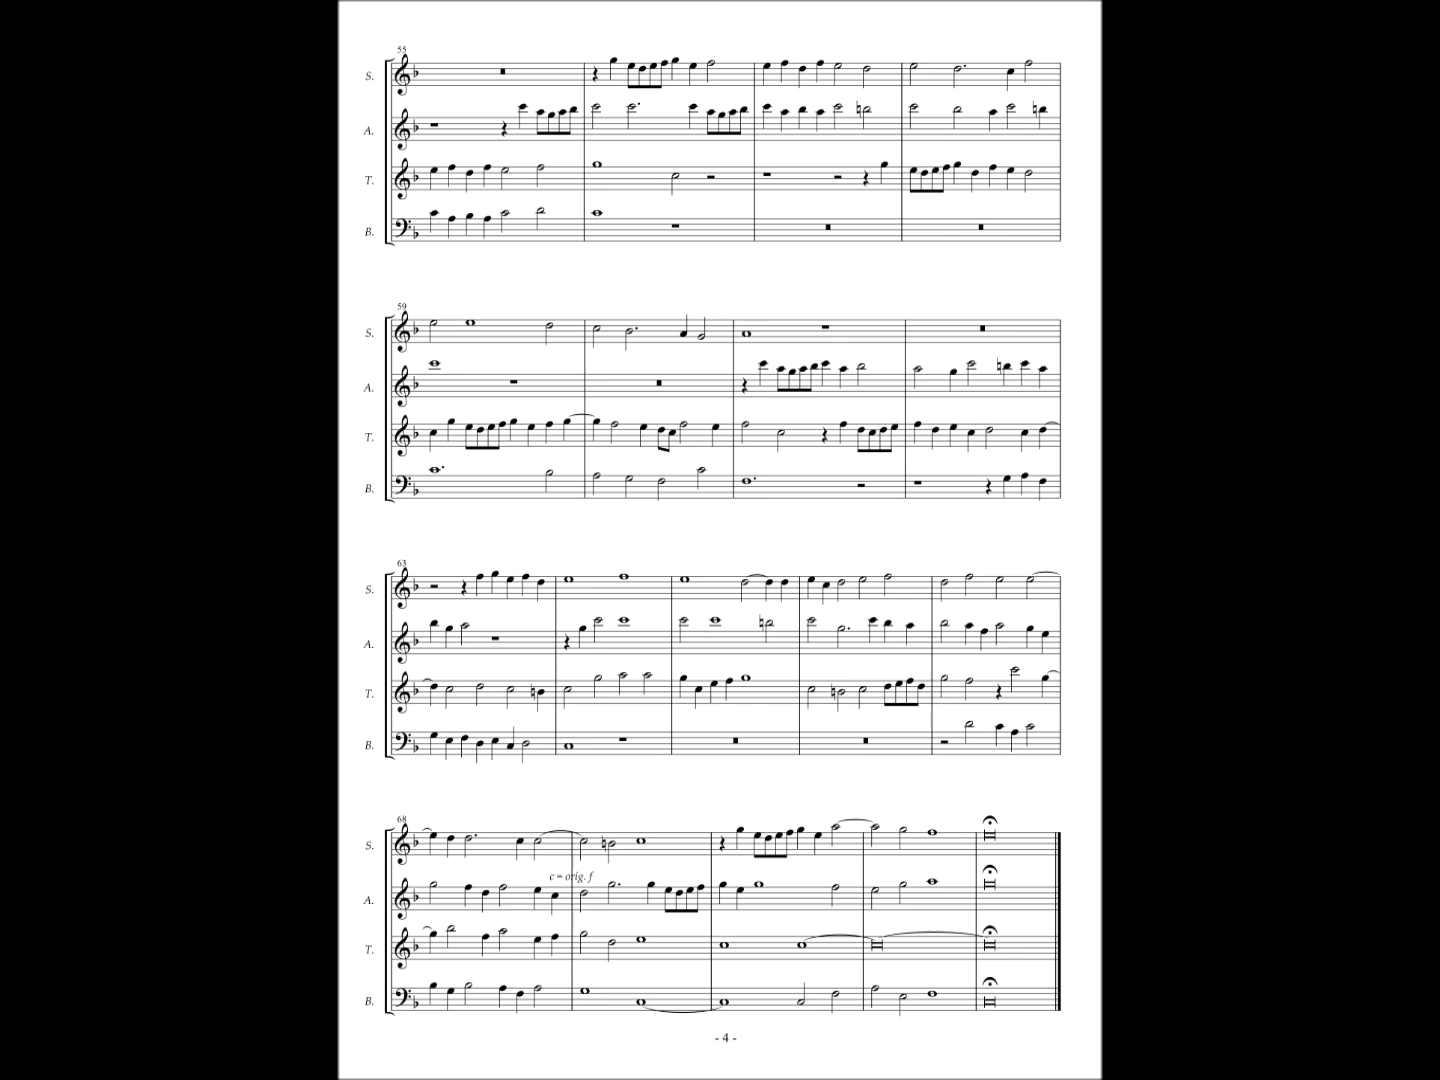 55
S.
A.
T.
B.
59
S.
A.
T.
B.
63
S.
A.
T.
B.
68
S.
c = orig. f
A.
T.
B.
- 4 -